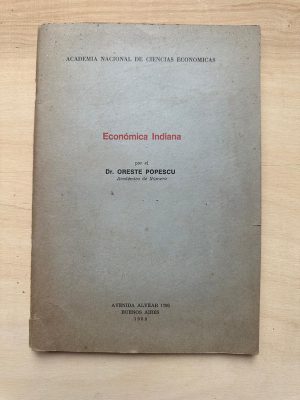 ACADEMIA NACIONAL DE CIENCIAS ECONOMICAS
Económica Indiana
por el
Dr. ORESTE POPESCU
Académico de Número
AVENIDA ALVEAR
BUENOS AIRES